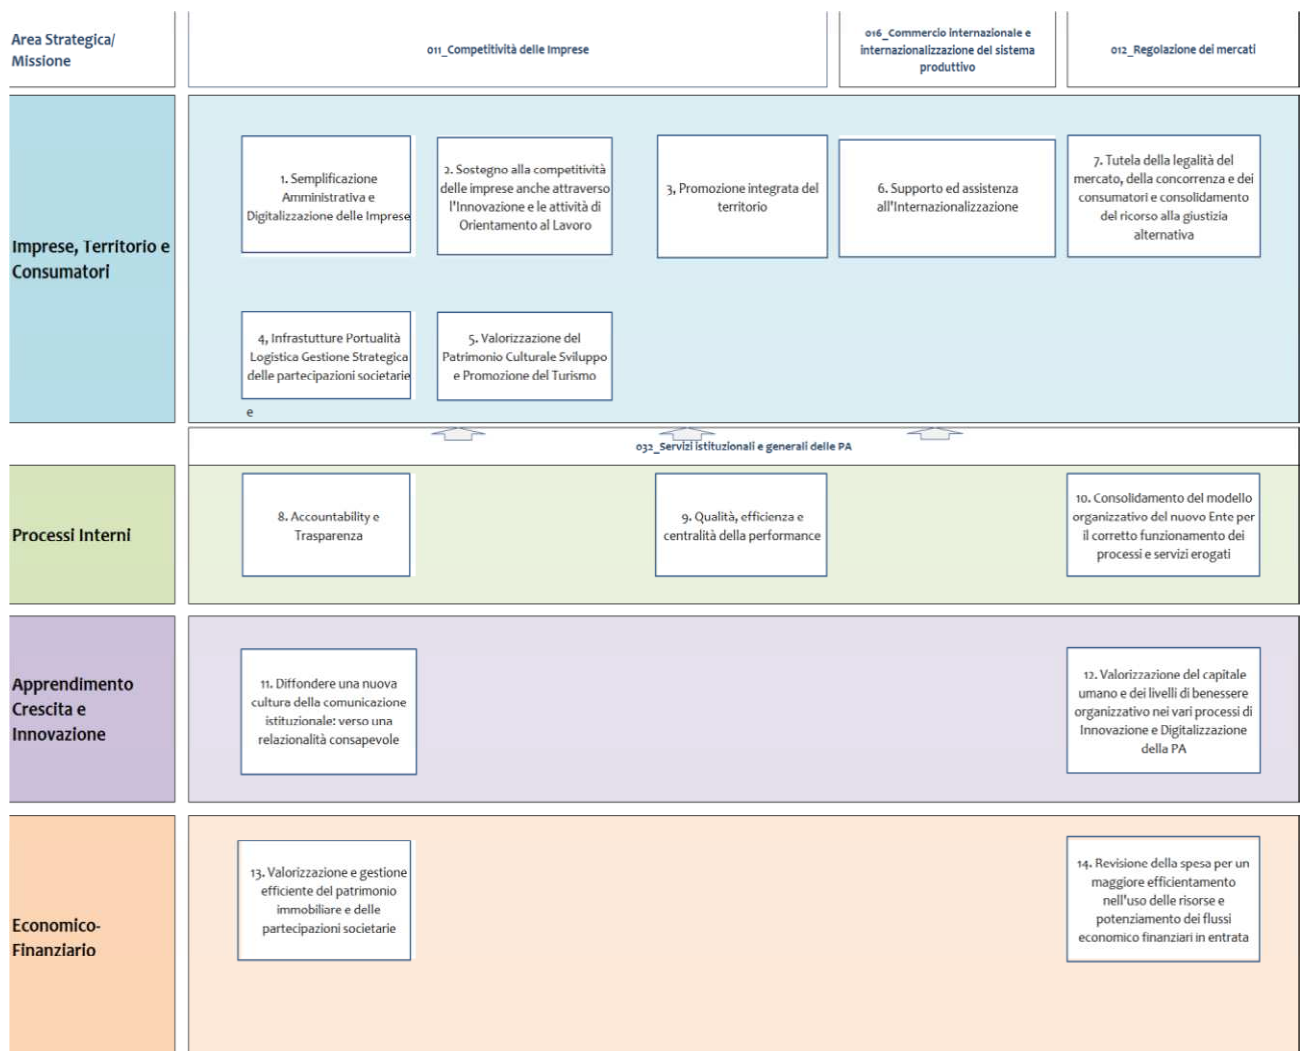 Area Strategica/
Missione
011_Competitività delle Imprese
016_Commercio internazionale e
internazionalizzazione del sistema
produttivo
012_Regolazione dei mercati
Imprese, Territorio e
Consumatori
1. Semplificazione
Amministrativa e
Digitalizzazione delle Imprese
2. Sostegno alla competitività
delle imprese anche attraverso
l'Innovazione e le attività di
Orientamento al Lavoro
3, Promozione integrata del
territorio
6. Supporto ed assistenza
all'Internazionalizzazione
7. Tutela della legalità del
mercato, della concorrenza e dei
consumatori e consolidamento
del ricorso alla giustizia
alternativa
4, Infrastutture Portualità
Logistica Gestione Strategica
delle partecipazioni societarie
e
5. Valorizzazione del
Patrimonio Culturale Sviluppo
e Promozione del Turismo
032_Servizi istituzionali e generali delle PA
Processi Interni
8. Accountability e
Trasparenza
9. Qualità, efficienza e
centralità della performance
10. Consolidamento del modello
organizzativo del nuovo Ente per
il corretto funzionamento dei
processi e servizi erogati
Apprendimento
Crescita e
Innovazione
11. Diffondere una nuova
cultura della comunicazione
istituzionale: verso una
relazionalità consapevole
12. Valorizzazione del capitale
umano e dei livelli di benessere
organizzativo nei vari processi di
Innovazione e Digitalizzazione
della PA
Economico-
Finanziario
13. Valorizzazione e gestione
efficiente del patrimonio
immobiliare e delle
partecipazioni societarie
14. Revisione della spesa per un
maggiore efficientamento
nell'uso delle risorse e
potenziamento dei flussi
economico finanziari in entrata